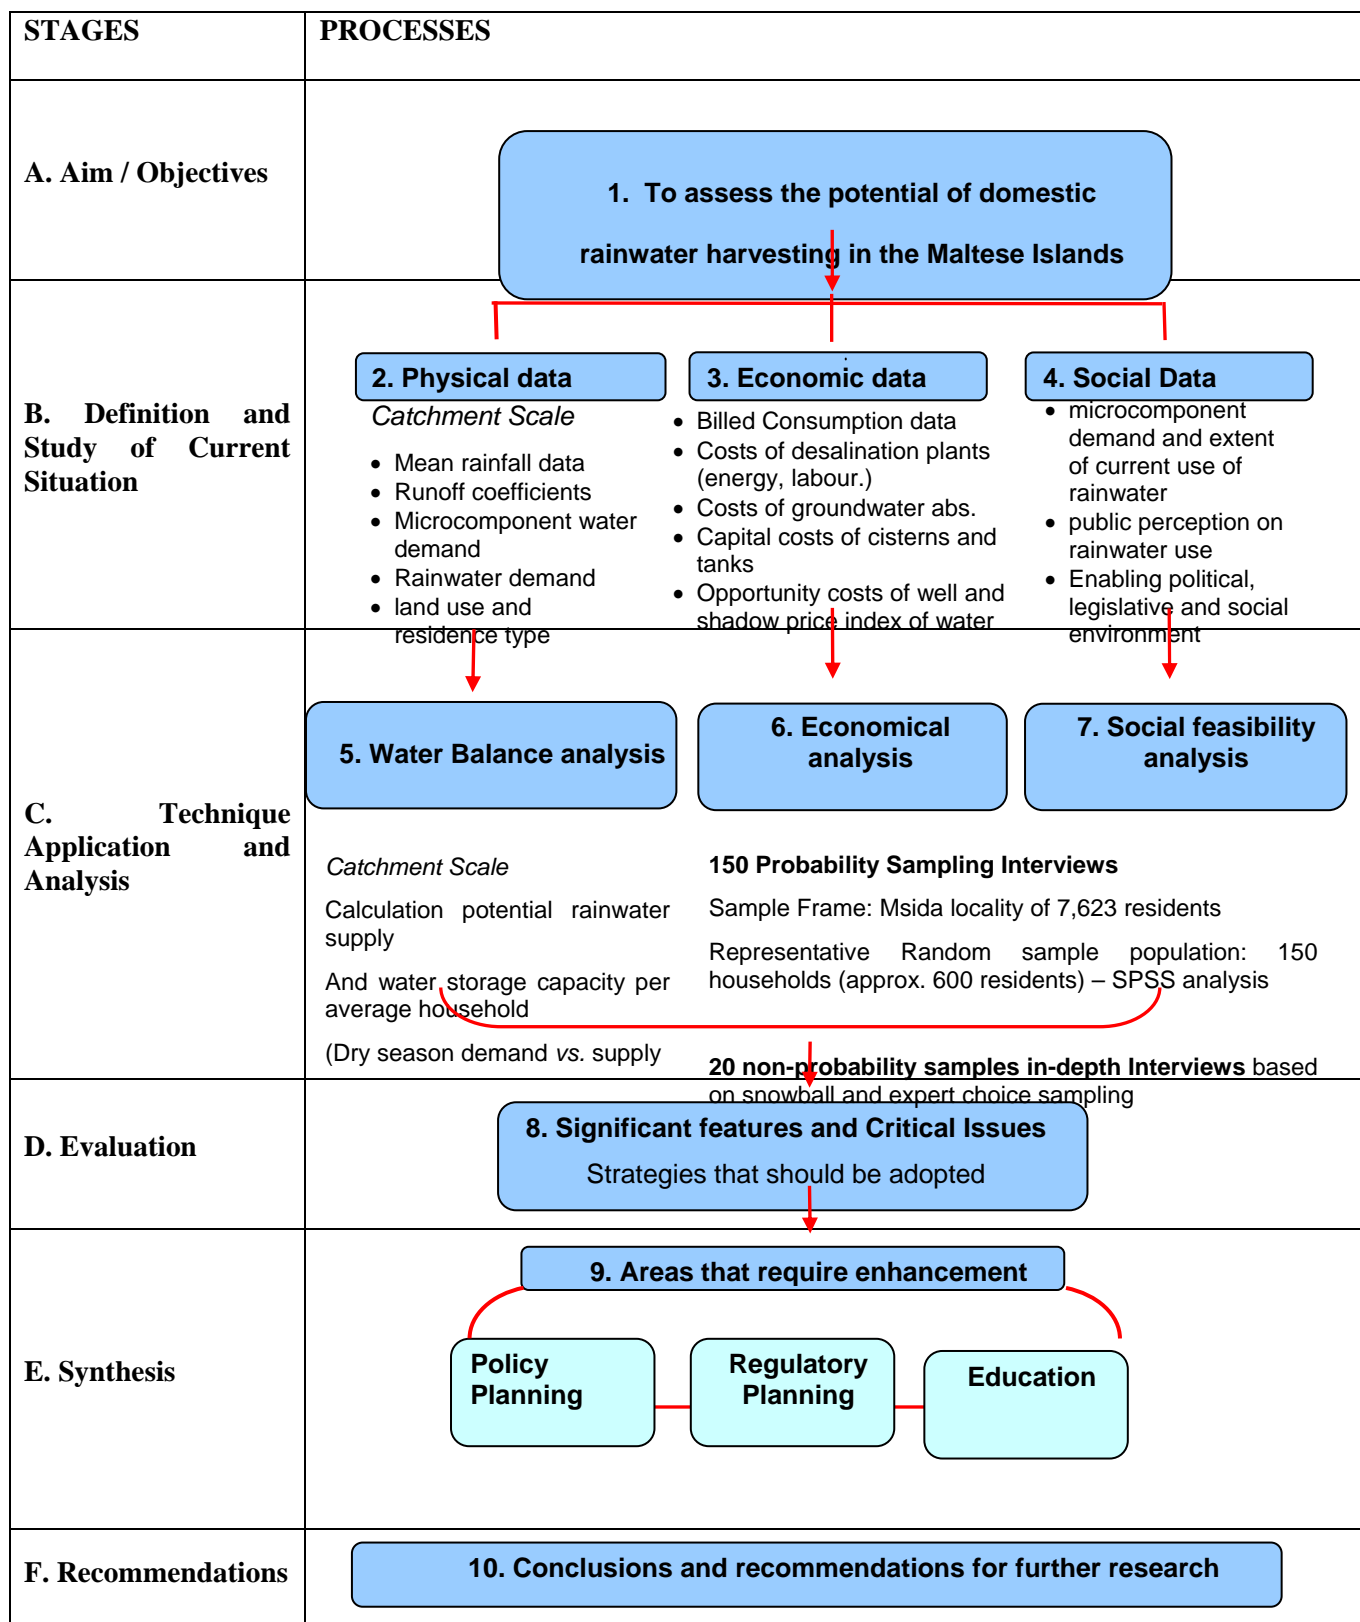 STAGES
PROCESSES
A. Aim / Objectives
1. To assess the potential of domestic
rainwater harvesting in the Maltese Islands
B. Definition and
Study of Current
Situation
2. Physical data
Catchment Scale
• Mean rainfall data
• Runoff coefficients
• Microcomponent water
demand
• Rainwater demand
• land use and
residence type
3. Economic data
• Billed Consumption data
• Costs of desalination plants
(energy, labour.)
• Costs of groundwater abs.
• Capital costs of cisterns and
tanks
• Opportunity costs of well and
shadow price index of water
4. Social Data
• microcomponent
demand and extent
of current use of
rainwater
• public perception on
rainwater use
• Enabling political,
legislative and social
environment
C. Technique
Application and
Analysis
5. Water Balance analysis
6. Economical
analysis
7. Social feasibility
analysis
Catchment Scale
Calculation potential rainwater
supply
And water storage capacity per
average household
(Dry season demand vs. supply
150 Probability Sampling Interviews
Sample Frame: Msida locality of 7,623 residents
Representative Random sample population: 150
households (approx. 600 residents) – SPSS analysis
20 non-probability samples in-depth Interviews based
on snowball and expert choice sampling
D. Evaluation
8. Significant features and Critical Issues
Strategies that should be adopted
E. Synthesis
9. Areas that require enhancement
Policy
Planning
Regulatory
Planning
Education
F. Recommendations
10. Conclusions and recommendations for further research